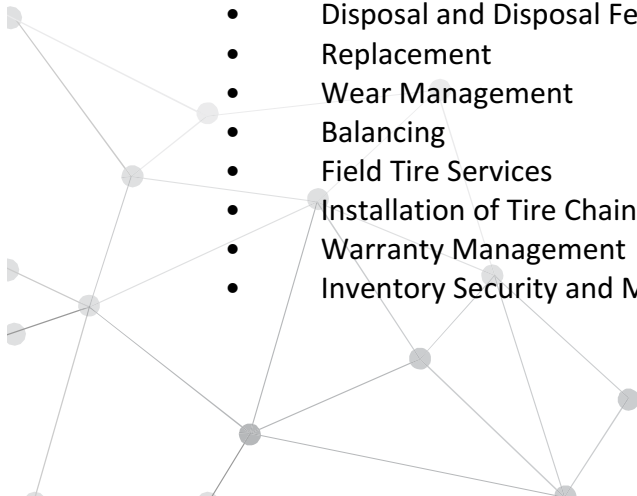 • Disposal and Disposal
• Replacement
• Wear Management
• Balancing
• Field Tire Services
• Installation of Tire Chain
• Warranty Management
• Inventory Security and